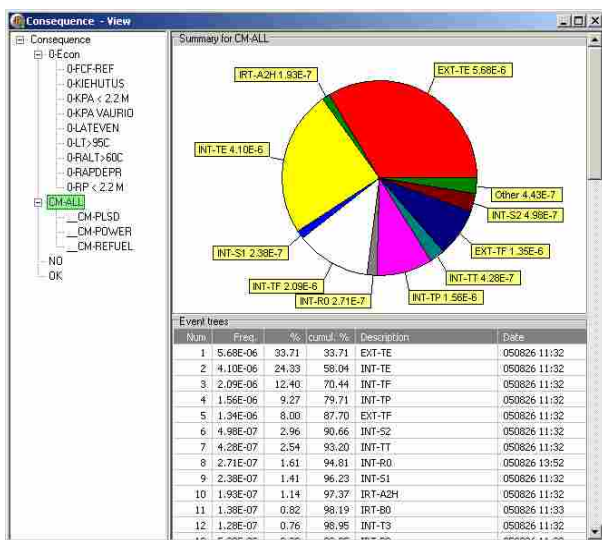 Consequence - View
Consequence
0-Econ
0-FCF-REF
0-KIEHUTUS
0-KPA < 2.2 M
0-KPA VAURIO
0-LATEVEN
0-LT>95C
0-RALT>60C
0-RAPDEPR
0-RP < 2.2 M
CM-ALL
__CM-PLSD
__CM-POWER
__CM-REFUEL
NO
OK
Summary for CM-ALL
IRT-A2H 1.93E-7
EXT-TE 5.68E-6
INT-TE 4.10E-6
Other 4.43E-7
INT-S2 4.98E-7
INT-S1 2.38E-7
EXT-TF 1.35E-6
INT-TF 2.09E-6
INT-TT 4.28E-7
INT-R0 2.71E-7
INT-TP 1.56E-6
Event trees
Num Freq. % cumul. % Description Date
1 5.68E-06 33.71 33.71 EXT-TE 050826 11:32
2 4.10E-06 24.33 58.04 INT-TE 050826 11:32
3 2.09E-06 12.40 70.44 INT-TF 050826 11:32
4 1.56E-06 9.27 79.71 INT-TP 050826 11:32
5 1.34E-06 8.00 87.70 EXT-TF 050826 11:32
6 4.98E-07 2.96 90.66 INT-S2 050826 11:32
7 4.28E-07 2.54 93.20 INT-TT 050826 11:32
8 2.71E-07 1.61 94.81 INT-R0 050826 13:52
9 2.38E-07 1.41 96.23 INT-S1 050826 11:32
10 1.93E-07 1.14 97.37 IRT-A2H 050826 11:32
11 1.38E-07 0.82 98.19 IRT-B0 050826 11:33
12 1.28E-07 0.76 98.95 INT-T3 050826 11:32